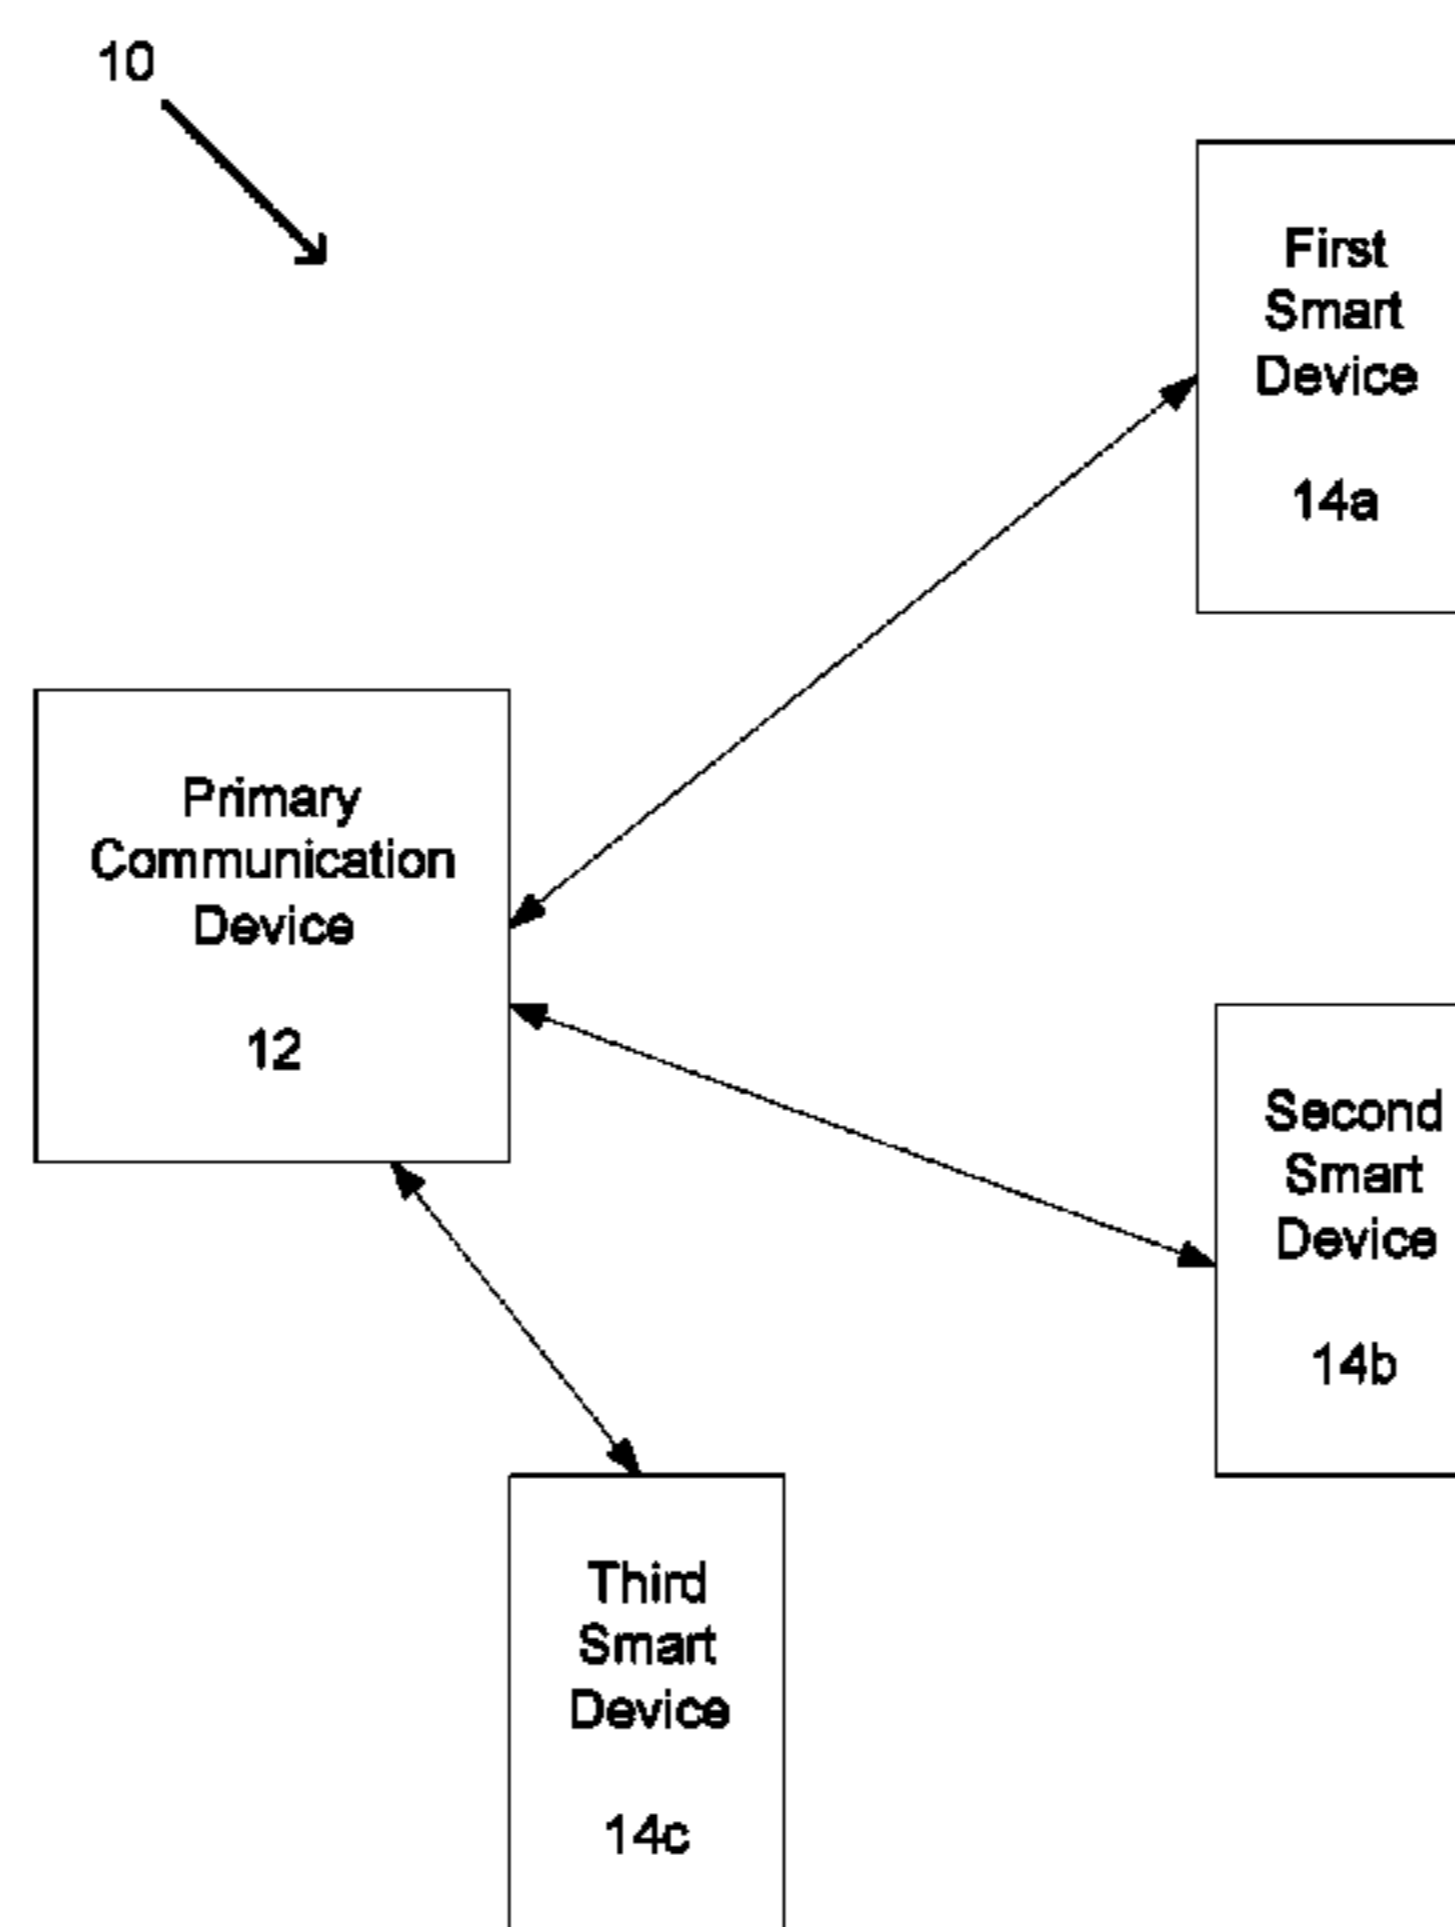 10
First
Smart
Device
14a
Primary
Communication
Device
12
Second
Smart
Device
14b
Third
Smart
Device
14c